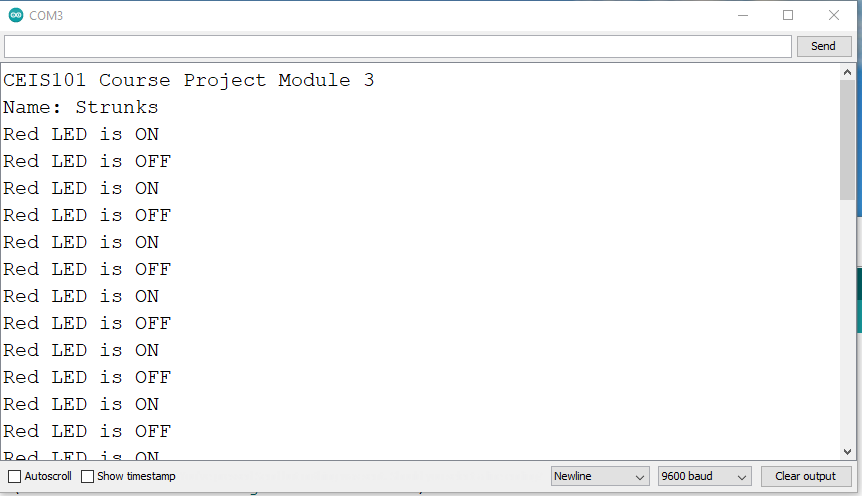 COM3
Send
CEIS101 Course Project Module 3
Name: Strunks
Red LED is ON
Red LED is OFF
Red LED is ON
Red LED is OFF
Red LED is ON
Red LED is OFF
Red LED is ON
Red LED is OFF
Red LED is ON
Red LED is OFF
Red LED is ON
Red LED is OFF
Red LED is ON
Autoscroll Show timestamp Newline 9600 baud Clear output